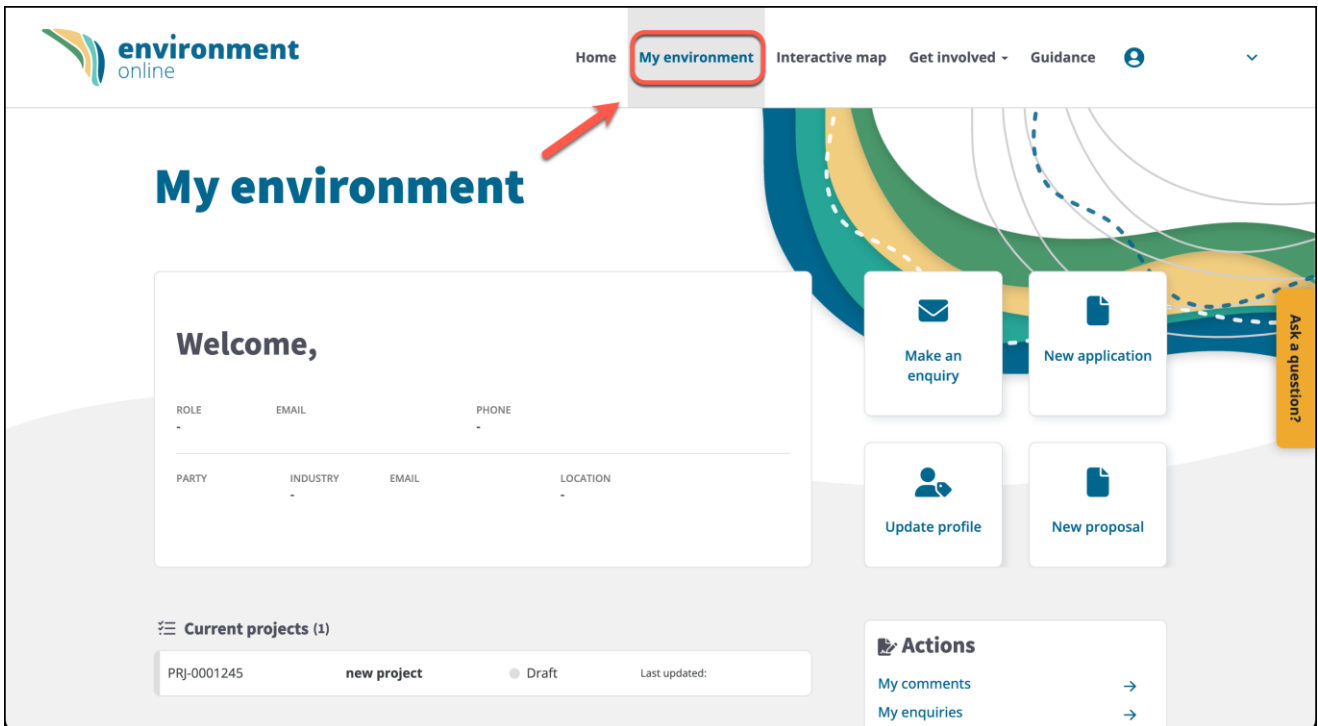 environment
online
Home My environment Interactive map Get involved Guidance
My environment
Welcome,
ROLE EMAIL PHONE
- -
PARTY INDUSTRY EMAIL LOCATION
- -
Make an
enquiry
New application
Update profile
New proposal
Ask a question?
Current projects (1)
PRJ-0001245 new project Draft Last updated:
Actions
My comments
My enquiries